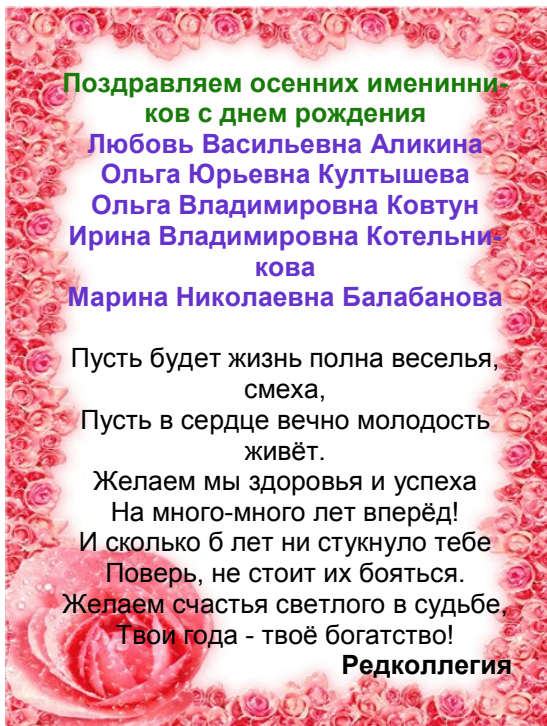 Поздравляем осенних именинни-
ков с днем рождения
Любовь Васильевна Аликина
Ольга Юрьевна Култышева
Ольга Владимировна Ковтун
Ирина Владимировна Котельни-
кова
Марина Николаевна Балабанова
Пусть будет жизнь полна веселья,
смеха,
Пусть в сердце вечно молодость
живёт.
Желаем мы здоровья и успеха
На много-много лет вперёд!
И сколько б лет ни стукнуло тебе
Поверь, не стоит их бояться.
Желаем счастья светлого в судьбе,
Твои года - твоё богатство!
Редколлегия